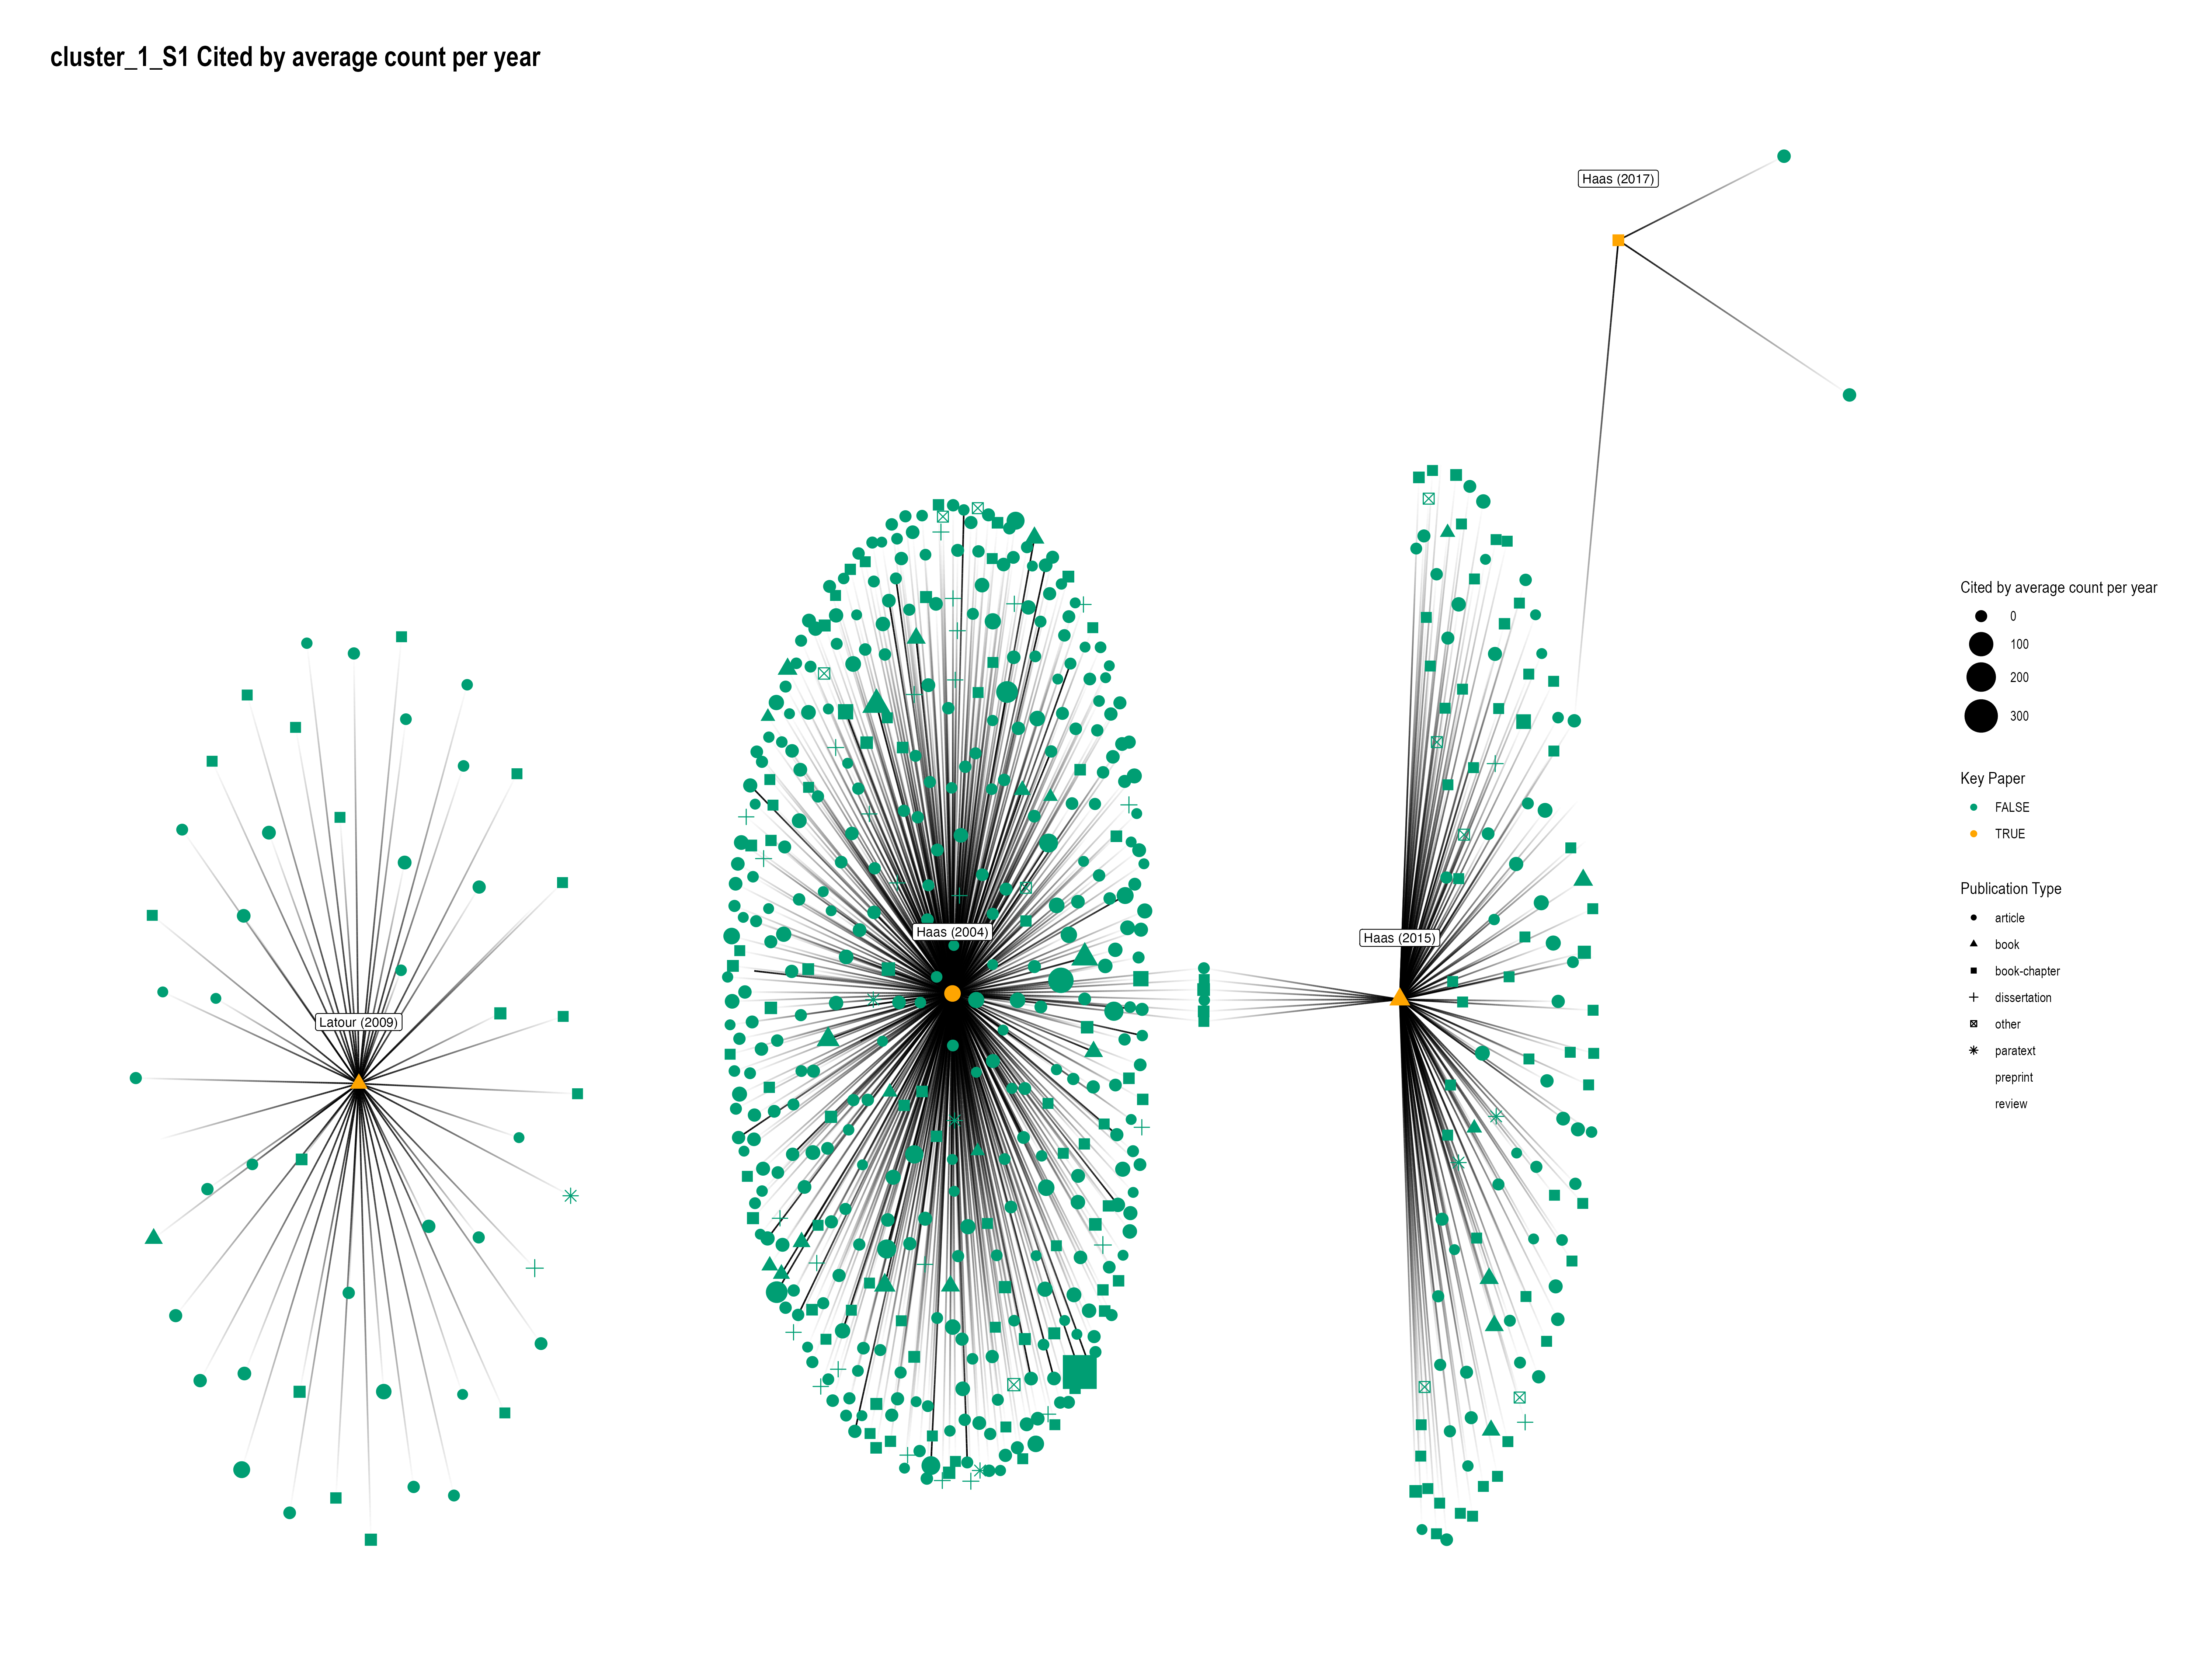 cluster_1_S1 Cited by average count per year
Haas (2017)
Haas (2004)
Haas (2015)
Latour (2009)
Cited by average count per year
0
100
200
300
Key Paper
FALSE
TRUE
Publication Type
article
book
book-chapter
dissertation
other
paratext
preprint
review